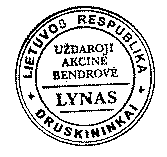 LIETUVOS RESPUBLIKA
UŽDAROJI
AKCINĖ
BENDROVĖ
LYNAS
DRUSKININKAI